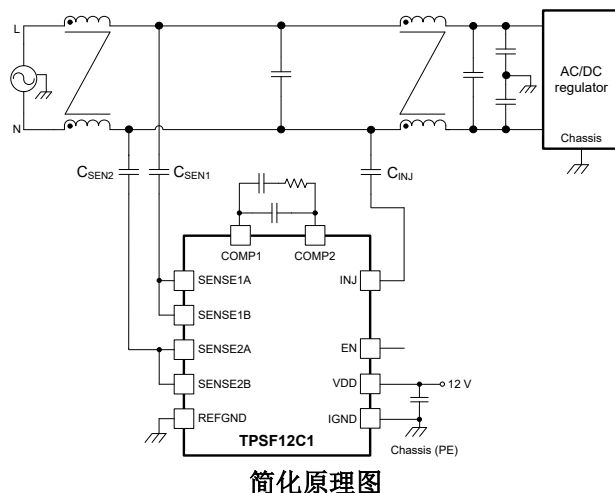 L
N
AC/DC
regulator
Chassis
CSEN2
CSEN1
CINJ
COMP1
COMP2
SENSE1A
SENSE1B
SENSE2A
SENSE2B
REFGND
INJ
EN
VDD
IGND
12 V
Chassis (PE)
TPSF12C1
简化原理图